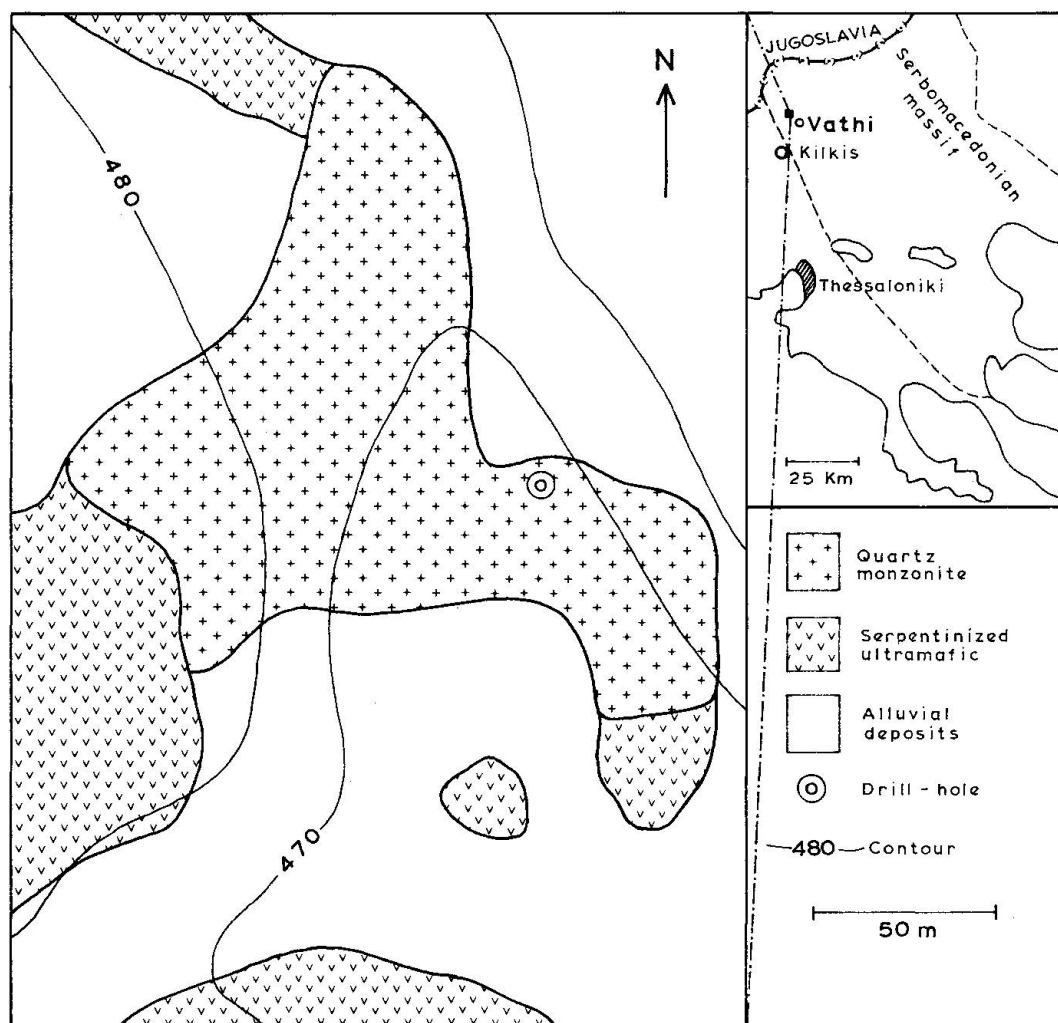 480
N
470
JUGOSLAVIA
Serbomacedonian
massif
Vathi
Kilkis
Thessaloniki
25 Km
Quartz
monzonite
Serpentinized
ultramafic
Alluvial
deposits
Drill-hole
480 Contour
50 m